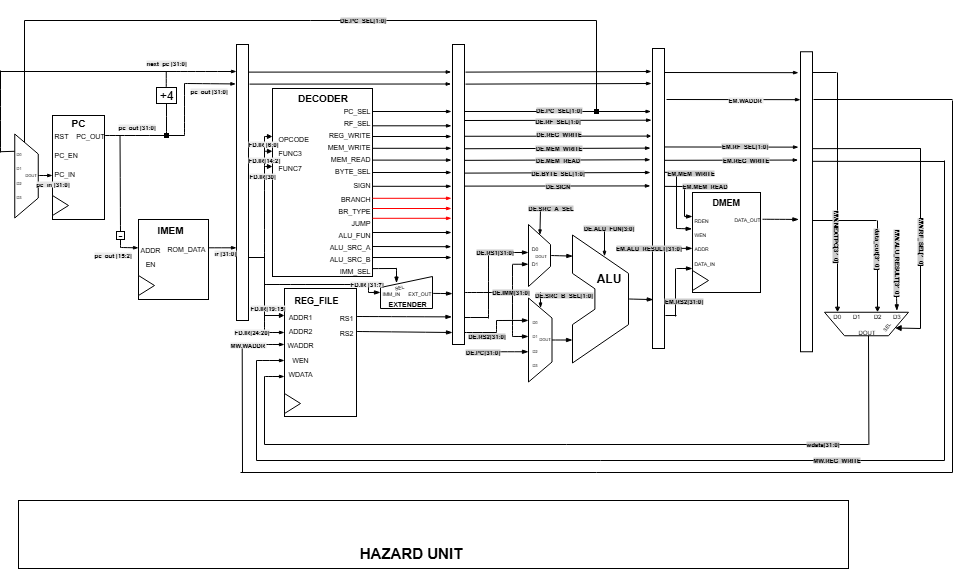 DE.PC_SEL(1:0)
next_pc(31:0)
pc_out(31:0)
+4
pc_out(31:0)
PC
RST
PC_OUT
PC_EN
PC_IN
D0
D1
D2
D3
DOUT
pc_in(31:0)
pc_out(15:2)
IMEM
ADDR
ROM_DATA
EN
ir(31:0)
DECODER
OPCODE
FUNC3
FUNC7
FD.IR(6:0)
FD.IR(14:2)
FD.IR(30)
PC_SEL
RF_SEL
REG_WRITE
MEM_WRITE
MEM_READ
BYTE_SEL
SIGN
BRANCH
BR_TYPE
JUMP
ALU_FUN
ALU_SRC_A
ALU_SRC_B
IMM_SEL
FD.IR(31:7)
SEL
IMM_IN
EXT_OUT
EXTENDER
REG_FILE
ADDR1
ADDR2
WADDR
WEN
WDATA
RS1
RS2
FD.IR(19:15)
FD.IR(24:20)
MW.WADDR
DE.PC_SEL(1:0)
DE.RF_SEL(1:0)
DE.REG_WRITE
DE.MEM_WRITE
DE.MEM_READ
DE.BYTE_SEL(1:0)
DE.SIGN
DE.SRC_A_SEL
DE.ALU_FUN(3:0)
DE.RS1(31:0)
D0
D1
DOUT
DE.IMM(31:0)
DE.SRC_B_SEL(1:0)
D0
D1
D2
D3
DOUT
DE.RS2(31:0)
DE.PC(31:0)
ALU
EM.ALU_RESULT(31:0)
EM.RS2(31:0)
EM.WADDR
EM.RF_SEL(1:0)
EM.REG_WRITE
EM.MEM_WRITE
EM.MEM_READ
DMEM
RDEN
WEN
ADDR
DATA_IN
DATA_OUT
D0
D1
D2
D3
SEL
DOUT
wdata(31:0)
MW.REG_WRITE
HAZARD UNIT